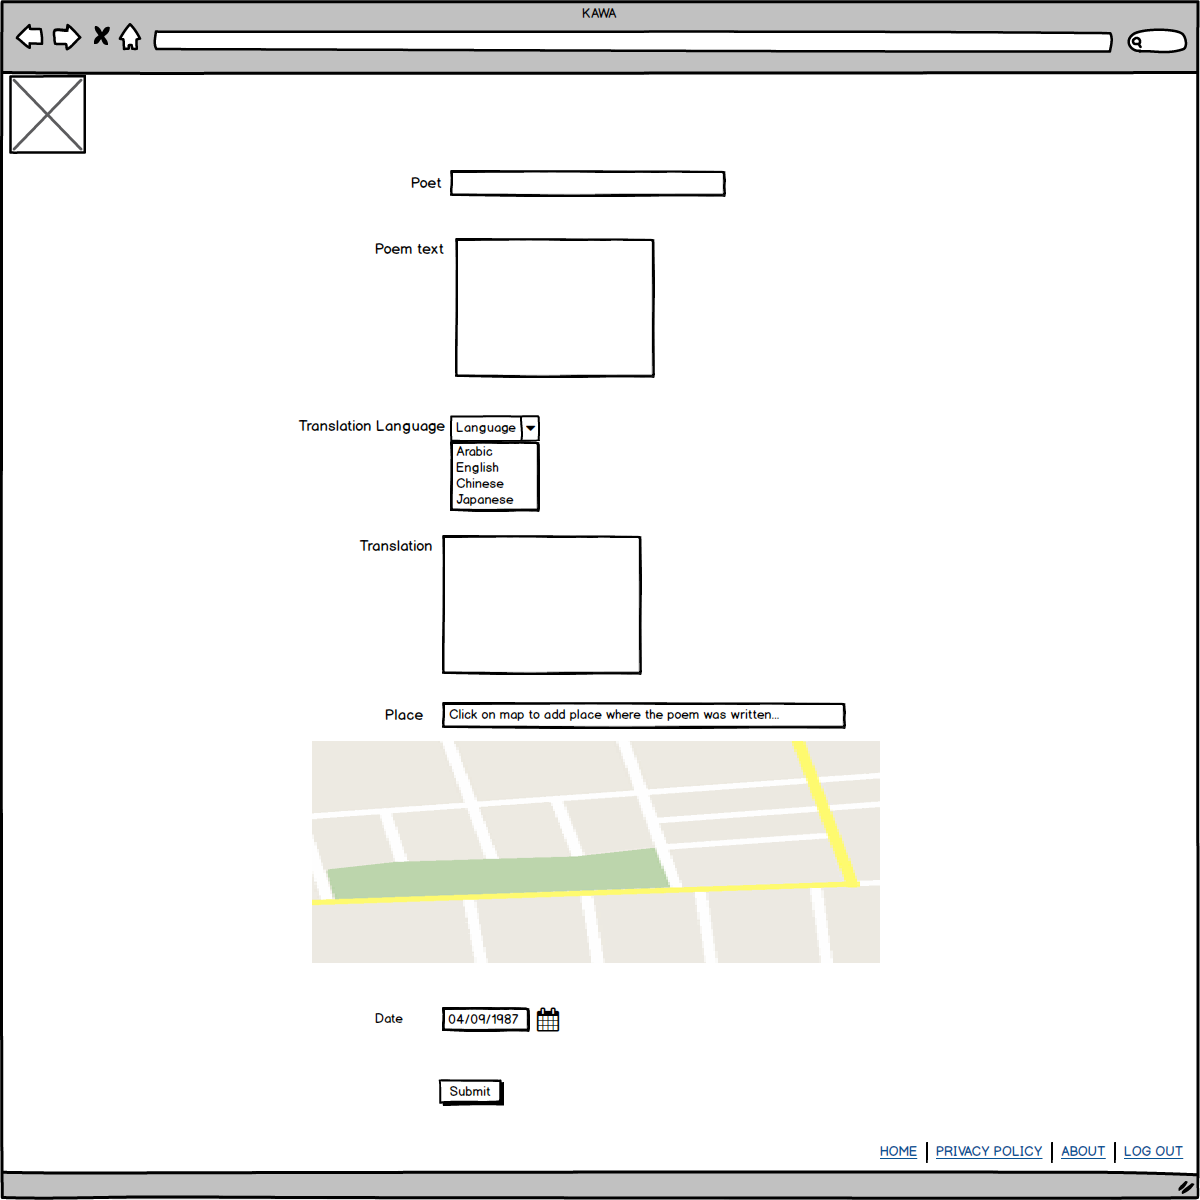 KAWA
Poet
Poem text
Translation Language
Language
Arabic
English
Chinese
Japanese
Translation
Place
Click on map to add place where the poem was written...
Date
04/09/1987
Submit
HOME | PRIVACY POLICY | ABOUT | LOG OUT